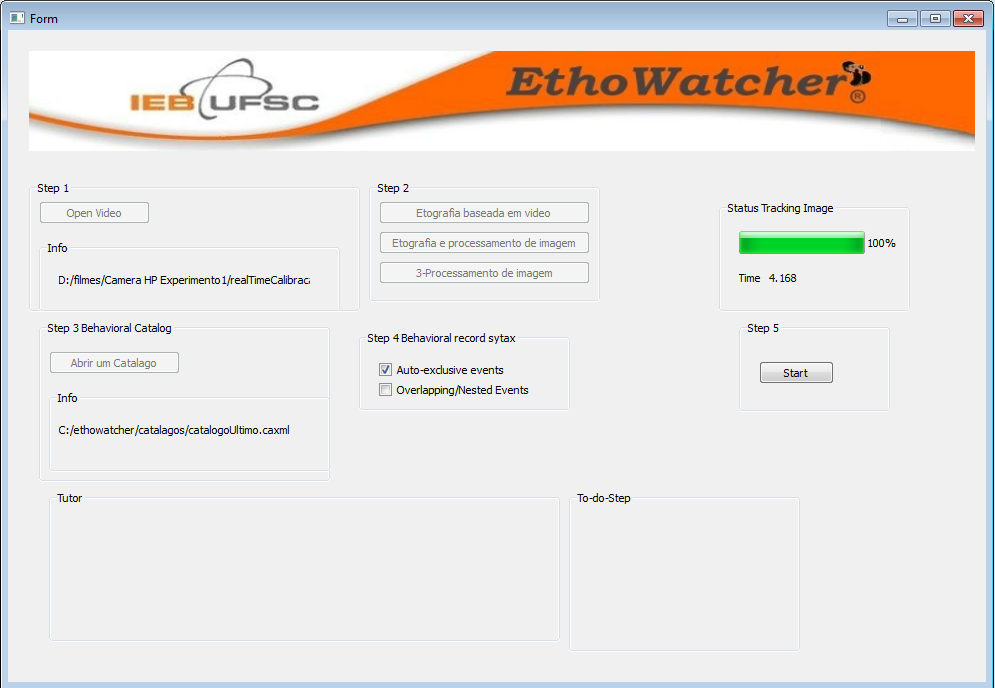 Form
IEB UFSC
EthoWatcher®
Step 1
Open Video
Info
D:/filmes/Camera HP Experimento1/realTimeCalibrac
Step 2
Etografia baseada em video
Etografia e processamento de imagem
3-Processamento de imagem
Status Tracking Image
100%
Time 4.168
Step 3 Behavioral Catalog
Abrir um Catalago
Info
C:/ethowatcher/catalagos/catalogoUltimo.caxml
Step 4 Behavioral record sytax
Auto-exclusive events
Overlapping/Nested Events
Step 5
Start
Tutor
To-do-Step